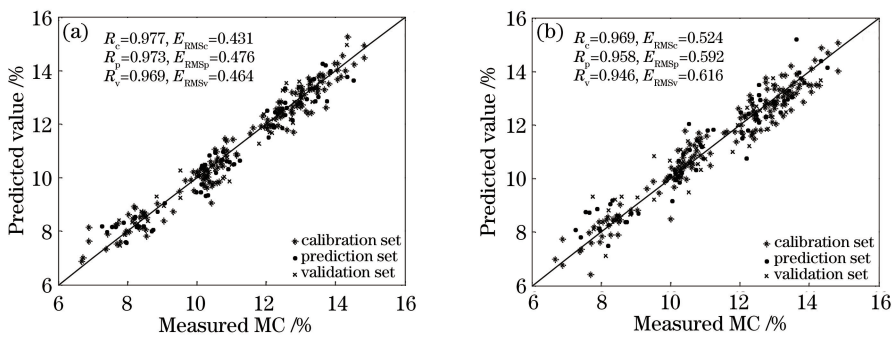 (a)
R_c=0.977, E_RMSc=0.431
R_p=0.973, E_RMSp=0.476
R_v=0.969, E_RMSv=0.464
Predicted value /%
16
14
12
10
8
6
calibration set
prediction set
validation set
6 8 10 12 14 16
Measured MC /%
(b)
R_c=0.969, E_RMSc=0.524
R_p=0.958, E_RMSp=0.592
R_v=0.946, E_RMSv=0.616
Predicted value /%
16
14
12
10
8
6
calibration set
prediction set
validation set
6 8 10 12 14 16
Measured MC /%